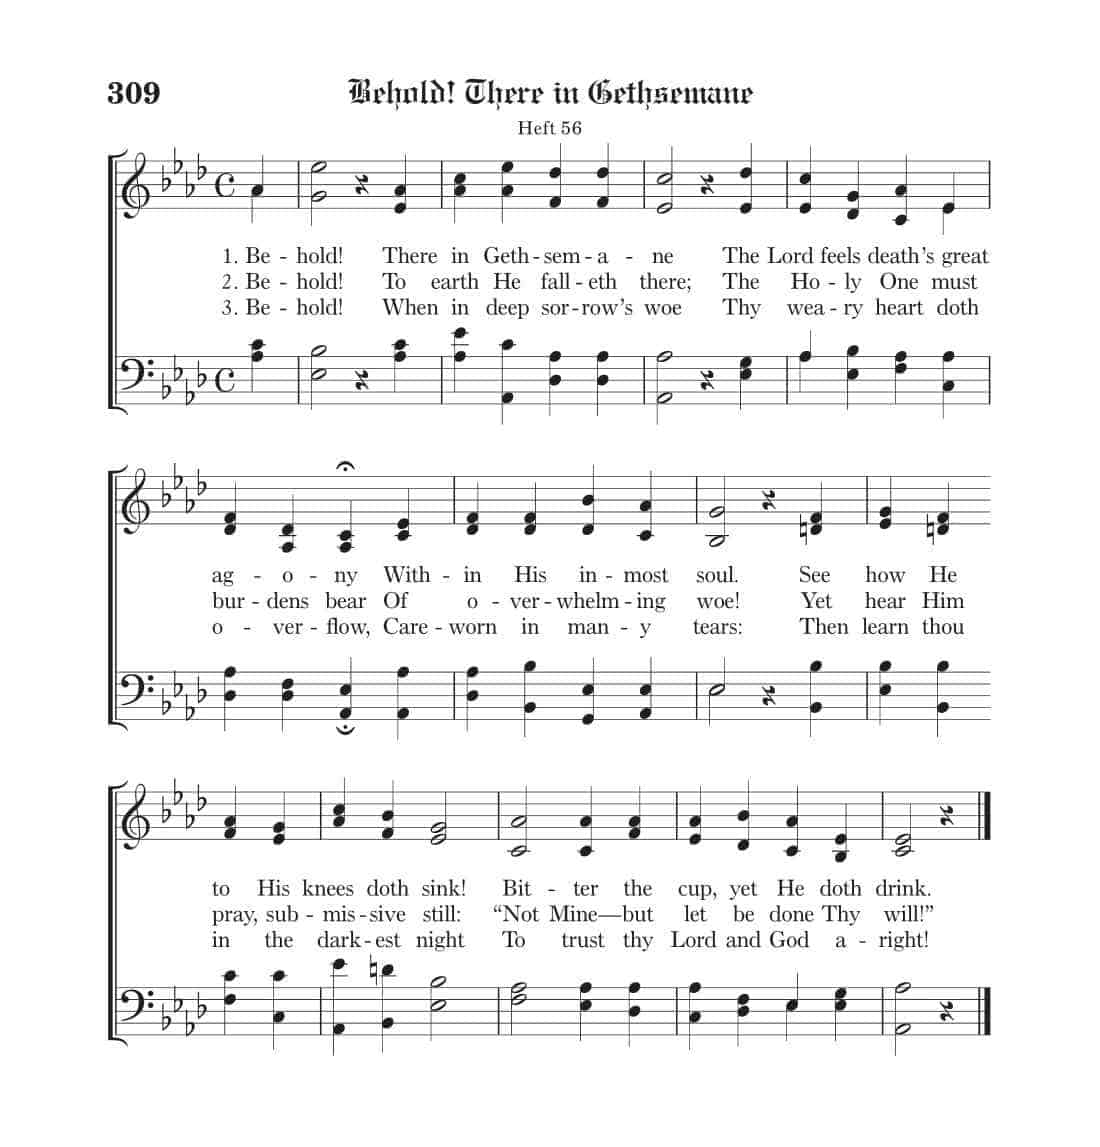 309
Behold! There in Gethsemane
Heft 56
1. Be - hold! There in Geth - sem - a - ne The Lord feels death's great
2. Be - hold! To earth He fall - eth there; The Ho - ly One must
3. Be - hold! When in deep sor - row's woe Thy wea - ry heart doth
ag - o - ny With - in His in - most soul. See how He
bur - dens bear Of o - ver - whelm - ing woe! Yet hear Him
o - ver - flow, Care - worn in man - y tears: Then learn thou
to His knees doth sink! Bit - ter the cup, yet He doth drink.
pray, sub - mis - sive still: “Not Mine—but let be done Thy will!”
in the dark - est night To trust thy Lord and God a - right!